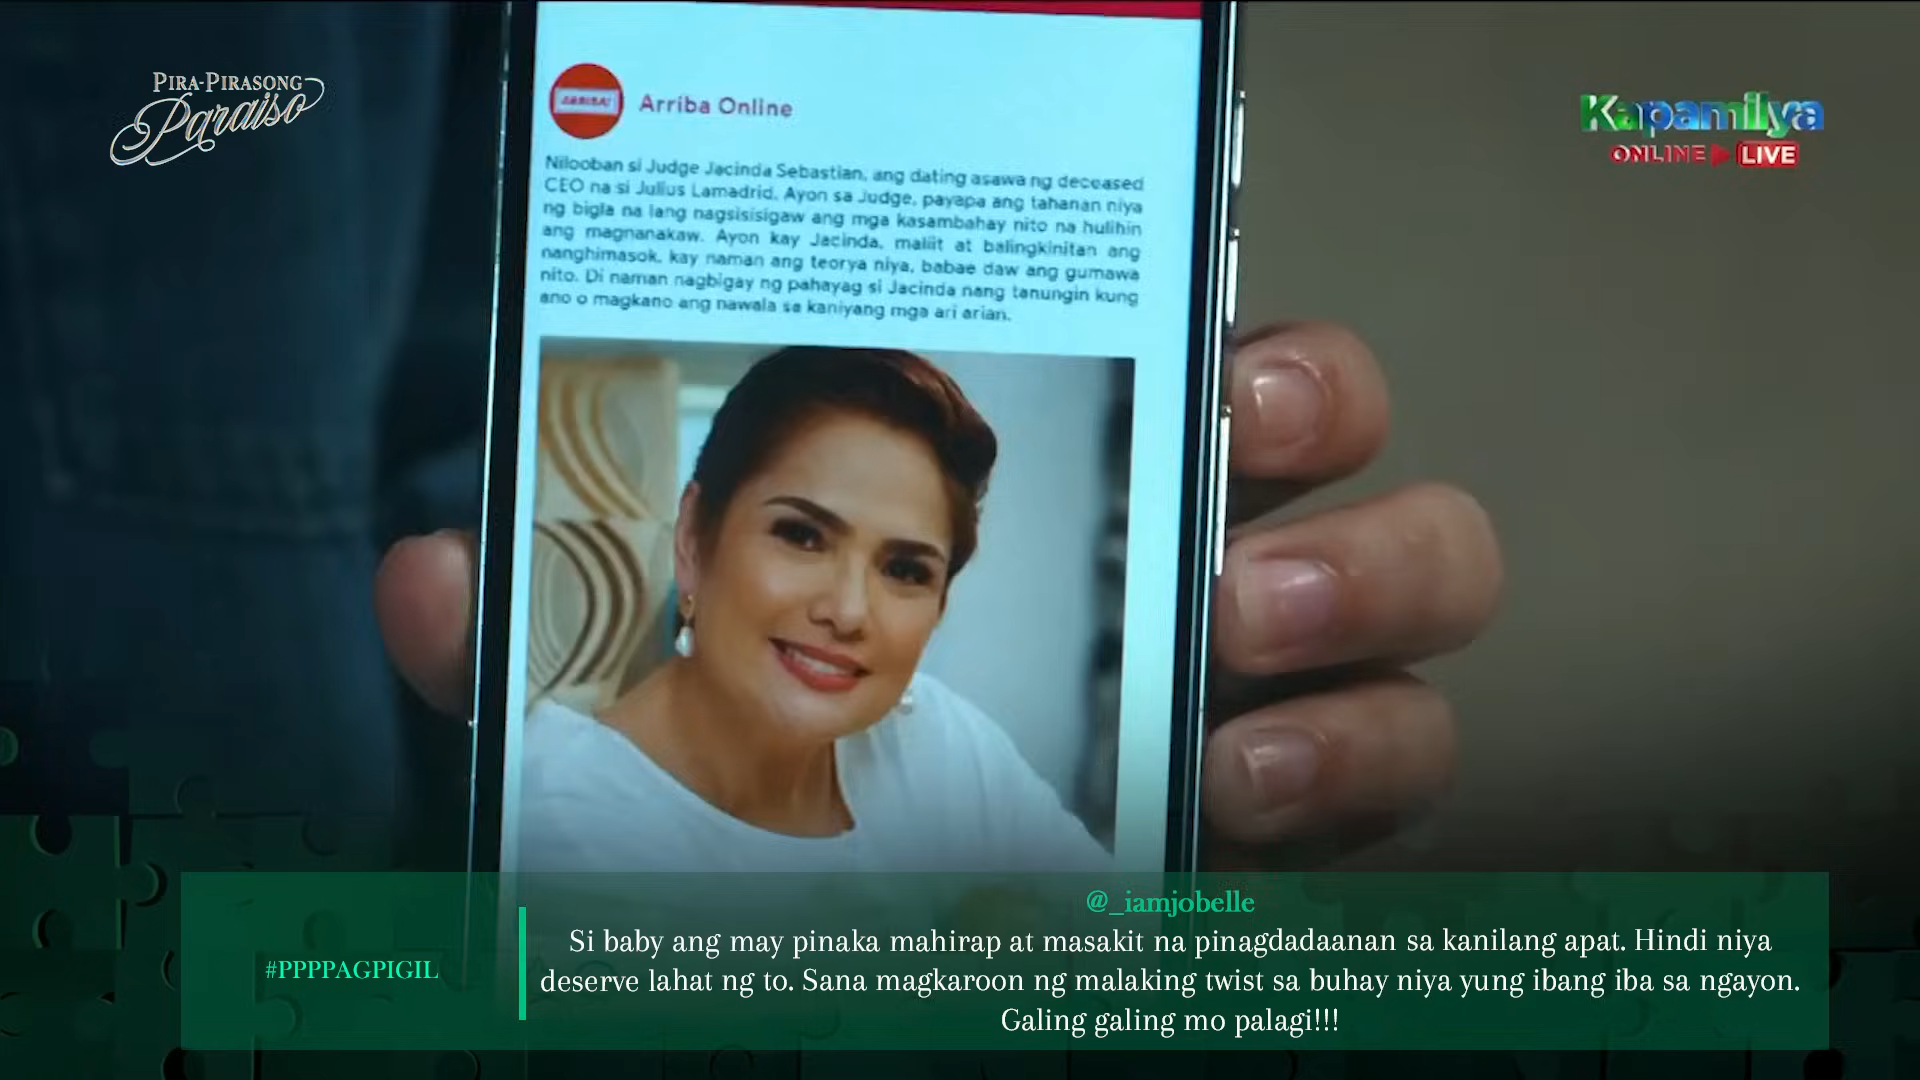 PIRA-PIRASONG
Paraiso
Kapamilya
ONLINE LIVE
ARRIBA!
Arriba Online
Nilooban si Judge Jacinda Sebastian, ang dating asawa ng deceased
CEO na si Julius Lamadrid. Ayon sa Judge, payapa ang tahanan niya
ng bigla na lang nagsisisigaw ang mga kasambahay nito na hulihin
ang magnanakaw. Ayon kay Jacinda, maliit at balingkinitan ang
nanghimasok, kay naman ang teorya niya, babae daw ang gumawa
nito. Di naman nagbigay ng pahayag si Jacinda nang tanungin kung
ano o magkano ang nawala sa kaniyang mga ari arian.
@_iamjobelle
#PPPPAGPIGIL
Si baby ang may pinaka mahirap at masakit na pinagdadaanan sa kanilang apat. Hindi niya
deserve lahat ng to. Sana magkaroon ng malaking twist sa buhay niya yung ibang iba sa ngayon.
Galing galing mo palagi!!!